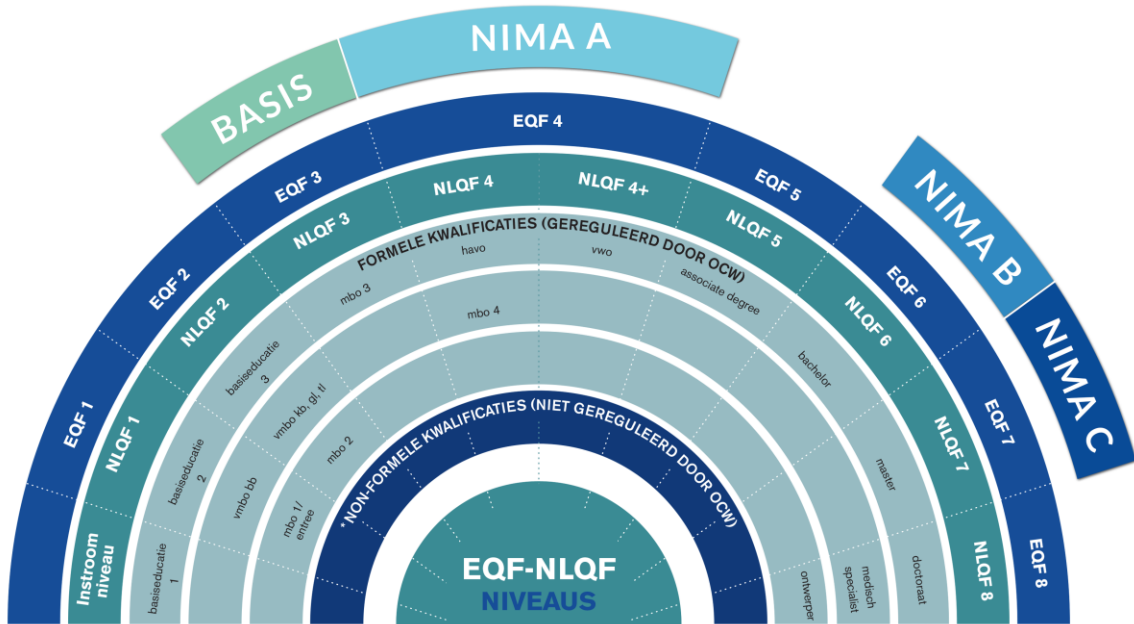 BASIS
NIMA A
NIMA B
NIMA C
EQF 1
EQF 2
EQF 3
EQF 4
EQF 5
EQF 6
EQF 7
EQF 8
Instroom
niveau
NLQF 1
NLQF 2
NLQF 3
NLQF 4
NLQF 4+
NLQF 5
NLQF 6
NLQF 7
NLQF 8
FORMELE KWALIFICATIES (GEREGULEERD DOOR OCW)
basiseducatie
1
basiseducatie
2
basiseducatie
3
mbo 3
havo
vwo
associate degree
bachelor
master
doctoraat
vmbo bb
vmbo kb, gl, tl
mbo 4
medisch
specialist
mbo 1/
entree
mbo 2
ontwerper
*NON-FORMELE KWALIFICATIES (NIET GEREGULEERD DOOR OCW)
EQF-NLQF
NIVEAUS